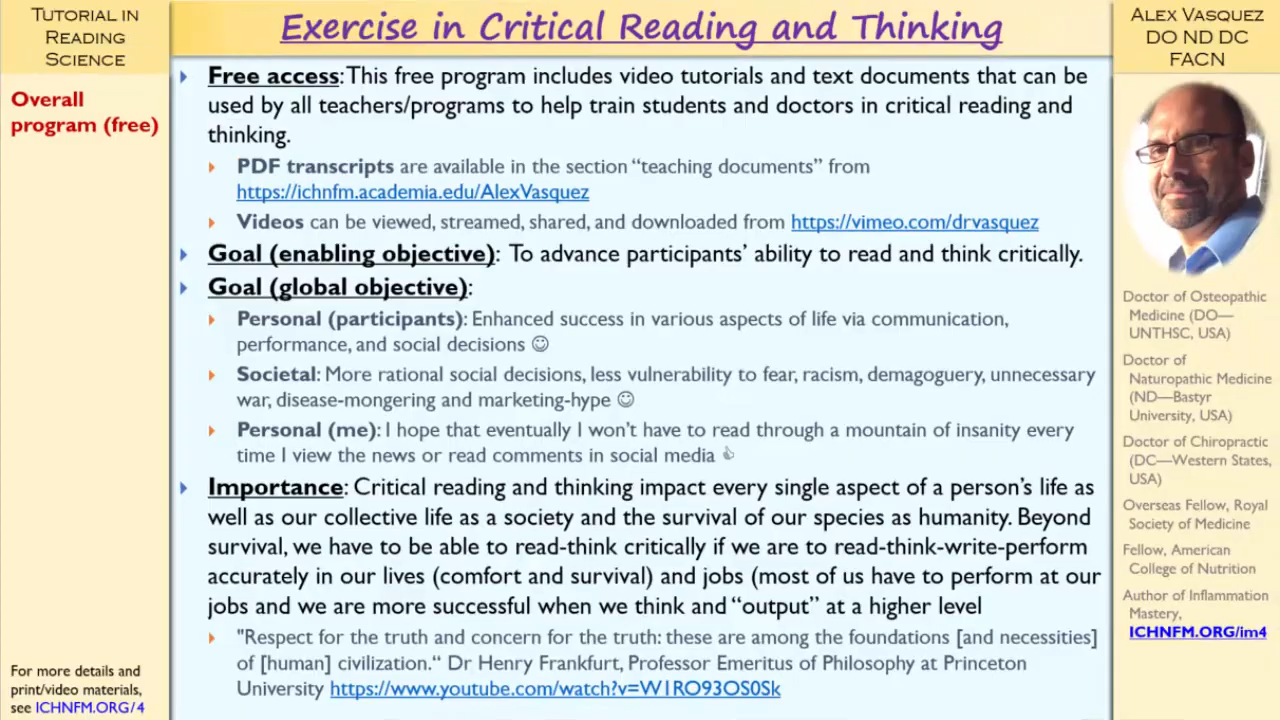 TUTORIAL IN
READING
SCIENCE
Overall
program (free)
For more details and
print/video materials,
see ICHNFM.ORG/4
Exercise in Critical Reading and Thinking
Free access: This free program includes video tutorials and text documents that can be
used by all teachers/programs to help train students and doctors in critical reading and
thinking.
PDF transcripts are available in the section “teaching documents” from
https://ichnfm.academia.edu/AlexVasquez
Videos can be viewed, streamed, shared, and downloaded from https://vimeo.com/drvasquez
Goal (enabling objective): To advance participants’ ability to read and think critically.
Goal (global objective):
Personal (participants): Enhanced success in various aspects of life via communication,
performance, and social decisions ☺
Societal: More rational social decisions, less vulnerability to fear, racism, demagoguery, unnecessary
war, disease-mongering and marketing-hype ☺
Personal (me): I hope that eventually I won’t have to read through a mountain of insanity every
time I view the news or read comments in social media 👍
Importance: Critical reading and thinking impact every single aspect of a person’s life as
well as our collective life as a society and the survival of our species as humanity. Beyond
survival, we have to be able to read-think critically if we are to read-think-write-perform
accurately in our lives (comfort and survival) and jobs (most of us have to perform at our
jobs and we are more successful when we think and “output” at a higher level
"Respect for the truth and concern for the truth: these are among the foundations [and necessities]
of [human] civilization.“ Dr Henry Frankfurt, Professor Emeritus of Philosophy at Princeton
University https://www.youtube.com/watch?v=W1RO93OS0Sk
ALEX VASQUEZ
DO ND DC
FACN
Doctor of Osteopathic
Medicine (DO—
UNTHSC, USA)
Doctor of
Naturopathic Medicine
(ND—Bastyr
University, USA)
Doctor of Chiropractic
(DC—Western States,
USA)
Overseas Fellow, Royal
Society of Medicine
Fellow, American
College of Nutrition
Author of Inflammation
Mastery,
ICHNFM.ORG/im4